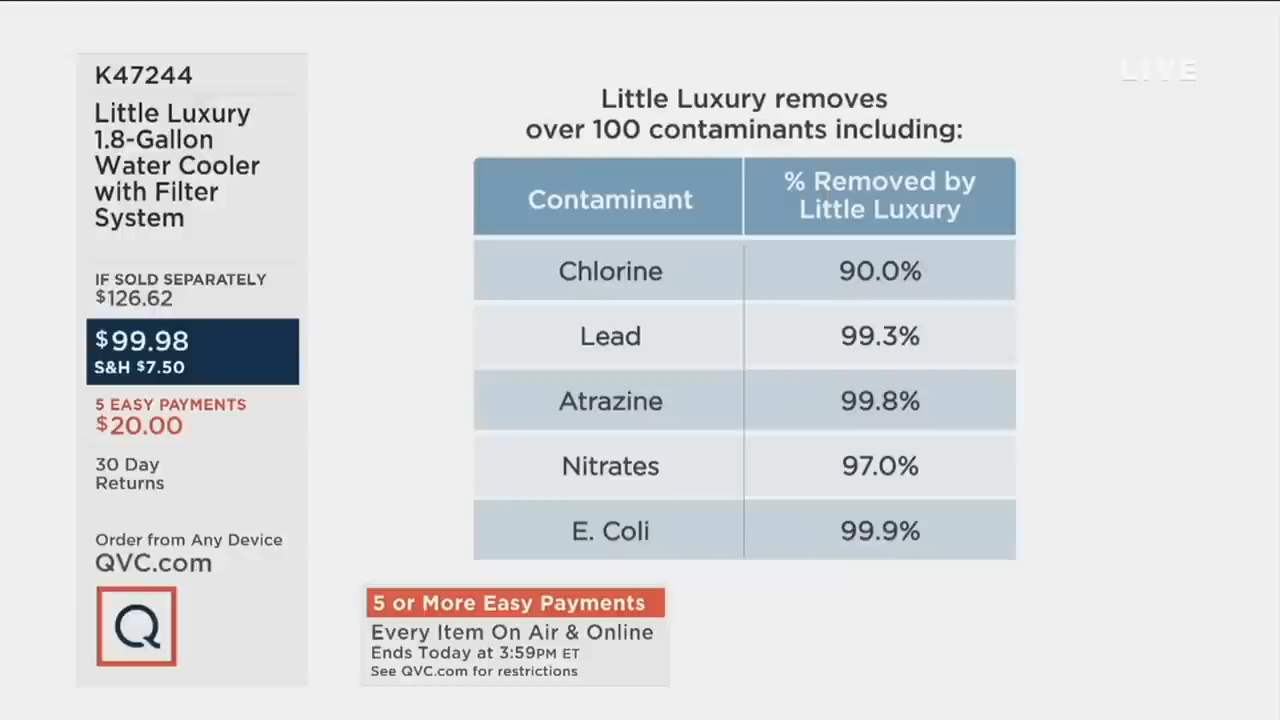 K47244
Little Luxury
1.8-Gallon
Water Cooler
with Filter
System
IF SOLD SEPARATELY
$126.62
$99.98
S&H $7.50
5 EASY PAYMENTS
$20.00
30 Day
Returns
Order from Any Device
QVC.com
Q
LIVE
Little Luxury removes
over 100 contaminants including:
Contaminant
% Removed by
Little Luxury
Chlorine 90.0%
Lead 99.3%
Atrazine 99.8%
Nitrates 97.0%
E. Coli 99.9%
5 or More Easy Payments
Every Item On Air & Online
Ends Today at 3:59PM ET
See QVC.com for restrictions